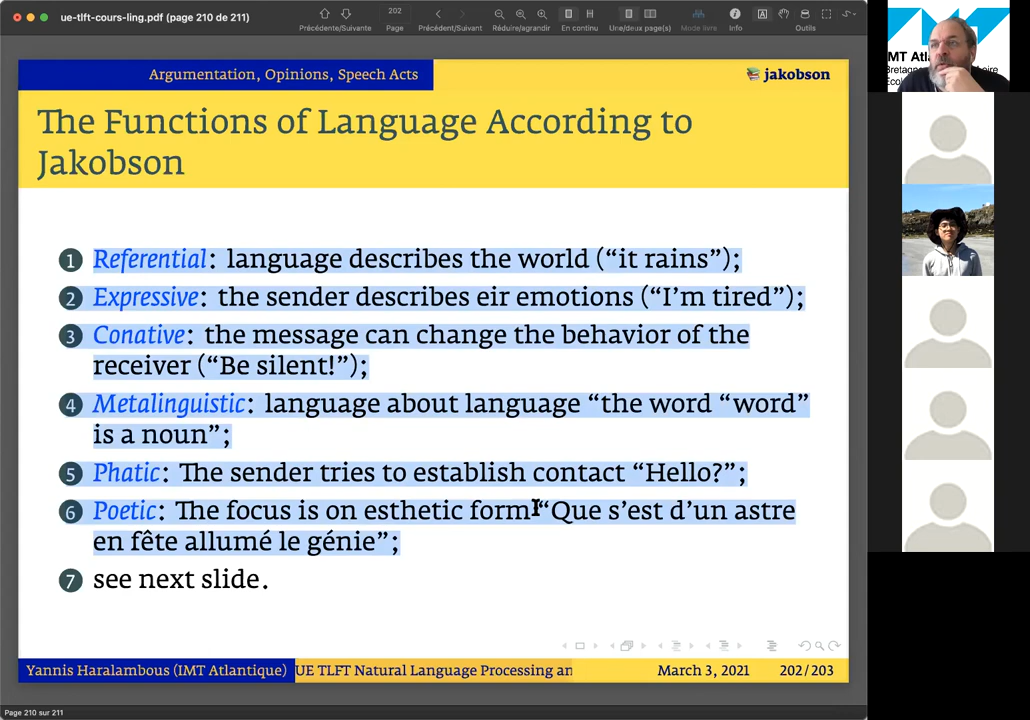 ue-tlft-cours-ling.pdf (page 210 de 211)
202
Précédente/Suivante
Page
Précédent/Suivant
Réduire/agrandir
En continu
Une/deux page(s)
Mode livre
Info
Outils
Argumentation, Opinions, Speech Acts
jakobson
The Functions of Language According to
Jakobson
1 Referential: language describes the world (“it rains”);
2 Expressive: the sender describes eir emotions (“I’m tired”);
3 Conative: the message can change the behavior of the
receiver (“Be silent!”);
4 Metalinguistic: language about language “the word “word”
is a noun”;
5 Phatic: The sender tries to establish contact “Hello?”;
6 Poetic: The focus is on esthetic form “Que s’est d’un astre
en fête allumé le génie”;
7 see next slide.
Yannis Haralambous (IMT Atlantique)
UE TLFT Natural Language Processing an
March 3, 2021
202/203
Page 210 sur 211
IMT Atl